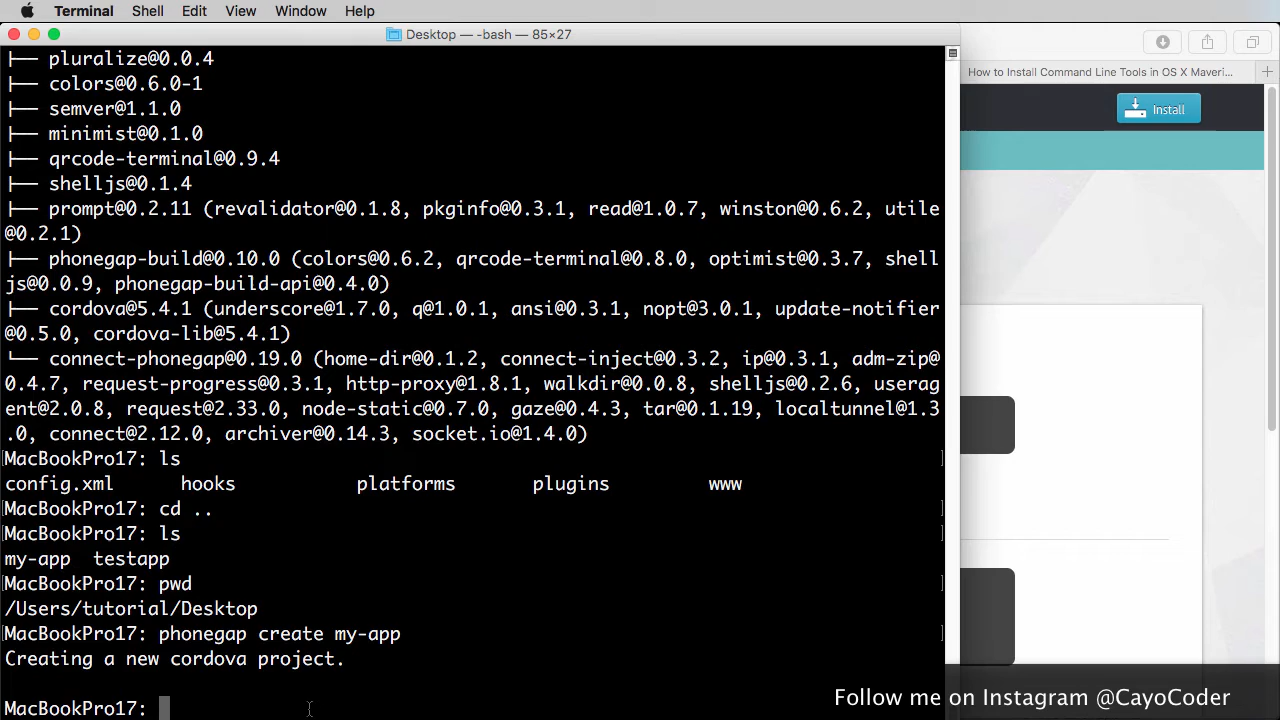 Terminal Shell Edit View Window Help
Desktop — -bash — 85×27
├── pluralize@0.0.4
├── colors@0.6.0-1
├── semver@1.1.0
├── minimist@0.1.0
├── qrcode-terminal@0.9.4
├── shelljs@0.1.4
├── prompt@0.2.11 (revalidator@0.1.8, pkginfo@0.3.1, read@1.0.7, winston@0.6.2, utile
@0.2.1)
├── phonegap-build@0.10.0 (colors@0.6.2, qrcode-terminal@0.8.0, optimist@0.3.7, shell
js@0.0.9, phonegap-build-api@0.4.0)
├── cordova@5.4.1 (underscore@1.7.0, q@1.0.1, ansi@0.3.1, nopt@3.0.1, update-notifier
@0.5.0, cordova-lib@5.4.1)
└── connect-phonegap@0.19.0 (home-dir@0.1.2, connect-inject@0.3.2, ip@0.3.1, adm-zip@
0.4.7, request-progress@0.3.1, http-proxy@1.8.1, walkdir@0.0.8, shelljs@0.2.6, userag
ent@2.0.8, request@2.33.0, node-static@0.7.0, gaze@0.4.3, tar@0.1.19, localtunnel@1.3
.0, connect@2.12.0, archiver@0.14.3, socket.io@1.4.0)
[MacBookPro17: ls ]
config.xml hooks platforms plugins www
[MacBookPro17: cd .. ]
[MacBookPro17: ls ]
my-app testapp
[MacBookPro17: pwd ]
/Users/tutorial/Desktop
[MacBookPro17: phonegap create my-app ]
Creating a new cordova project.
MacBookPro17:
How to Install Command Line Tools in OS X Maveri...
Install
Follow me on Instagram @CayoCoder